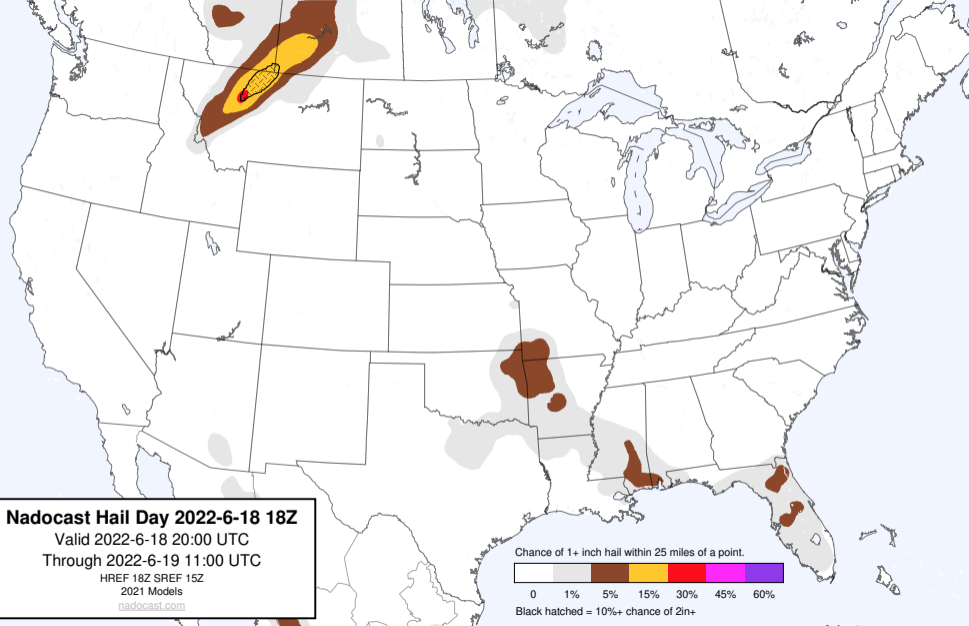 Nadocast Hail Day 2022-6-18 18Z
Valid 2022-6-18 20:00 UTC
Through 2022-6-19 11:00 UTC
HREF 18Z SREF 15Z
2021 Models
nadocast.com
Chance of 1+ inch hail within 25 miles of a point.
0 1% 5% 15% 30% 45% 60%
Black hatched = 10%+ chance of 2in+